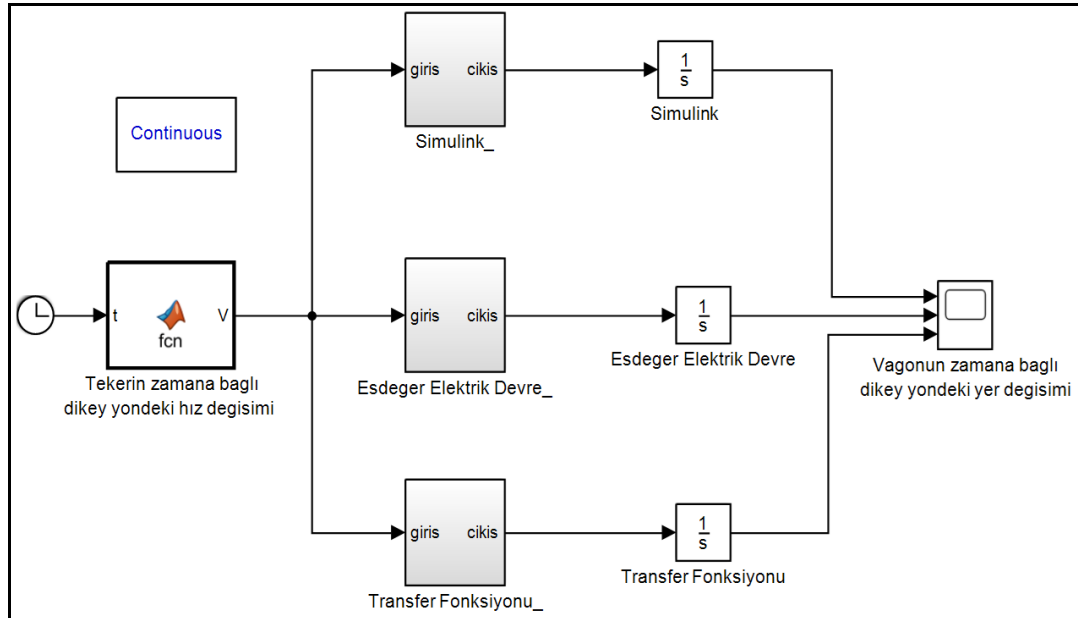 giris cikis
1
s
Simulink_
Simulink
Continuous
t V
fcn
Tekerin zamana baglı
dikey yondeki hız degisimi
giris cikis
Esdeger Elektrik Devre_
1
s
Esdeger Elektrik Devre
Vagonun zamana baglı
dikey yondeki yer degisimi
giris cikis
Transfer Fonksiyonu_
1
s
Transfer Fonksiyonu